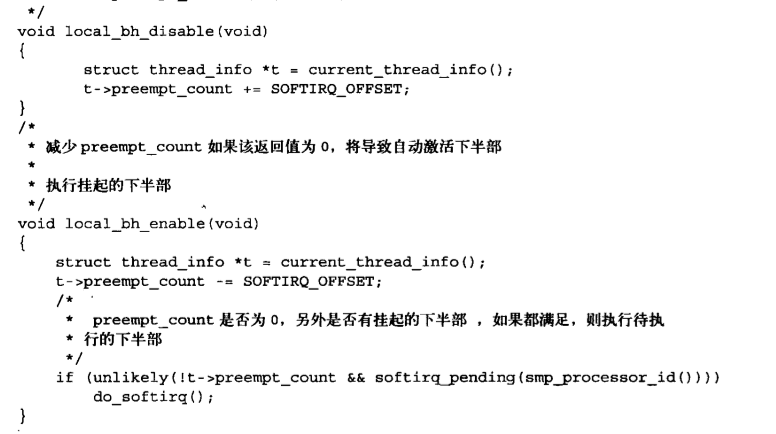 */
void local_bh_disable(void)
{
        struct thread_info *t = current_thread_info();
        t->preempt_count += SOFTIRQ_OFFSET;
}
/*
 * 减少 preempt_count 如果该返回值为 0，将导致自动激活下半部
 *
 * 执行挂起的下半部
 */
void local_bh_enable(void)
{
    struct thread_info *t = current_thread_info();
    t->preempt_count -= SOFTIRQ_OFFSET;
    /*
     *  preempt_count 是否为 0，另外是否有挂起的下半部 ，如果都满足，则执行待执
     * 行的下半部
     */
    if (unlikely(!t->preempt_count && softirq_pending(smp_processor_id())))
        do_softirq();
}